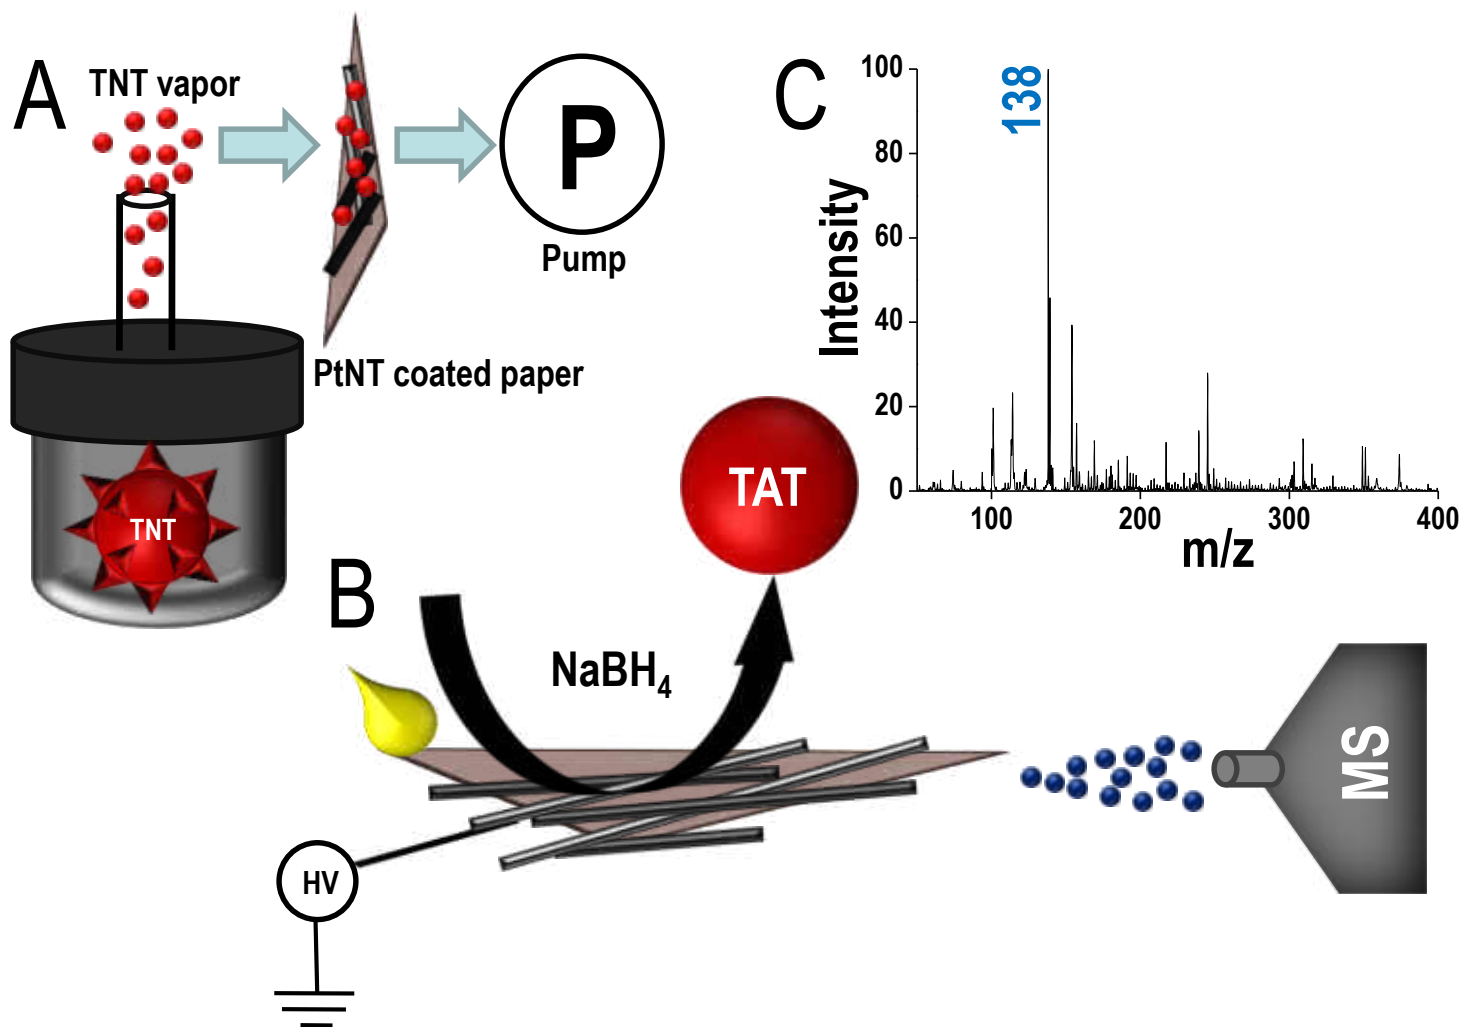 A
TNT vapor
P
Pump
PtNT coated paper
TNT
C
138
Intensity
100
80
60
40
20
0
100
200
300
400
m/z
B
TAT
NaBH4
HV
MS